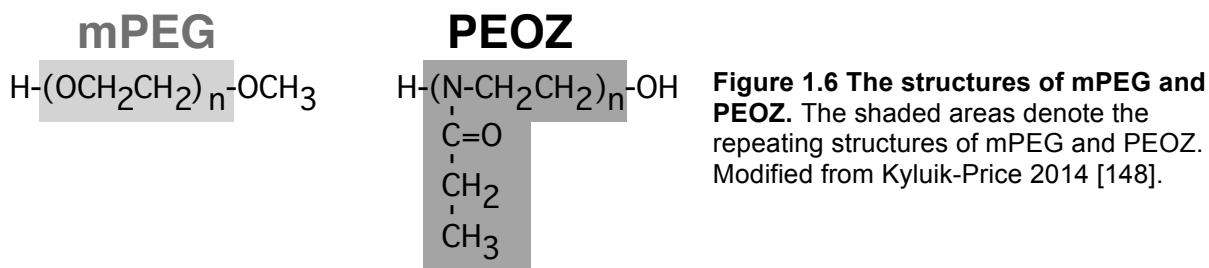 mPEG
H-(OCH2CH2)n-OCH3
PEOZ
H-(N-CH2CH2)n-OH
C=O
CH2
CH3
Figure 1.6 The structures of mPEG and
PEOZ. The shaded areas denote the
repeating structures of mPEG and PEOZ.
Modified from Kyluik-Price 2014 [148].